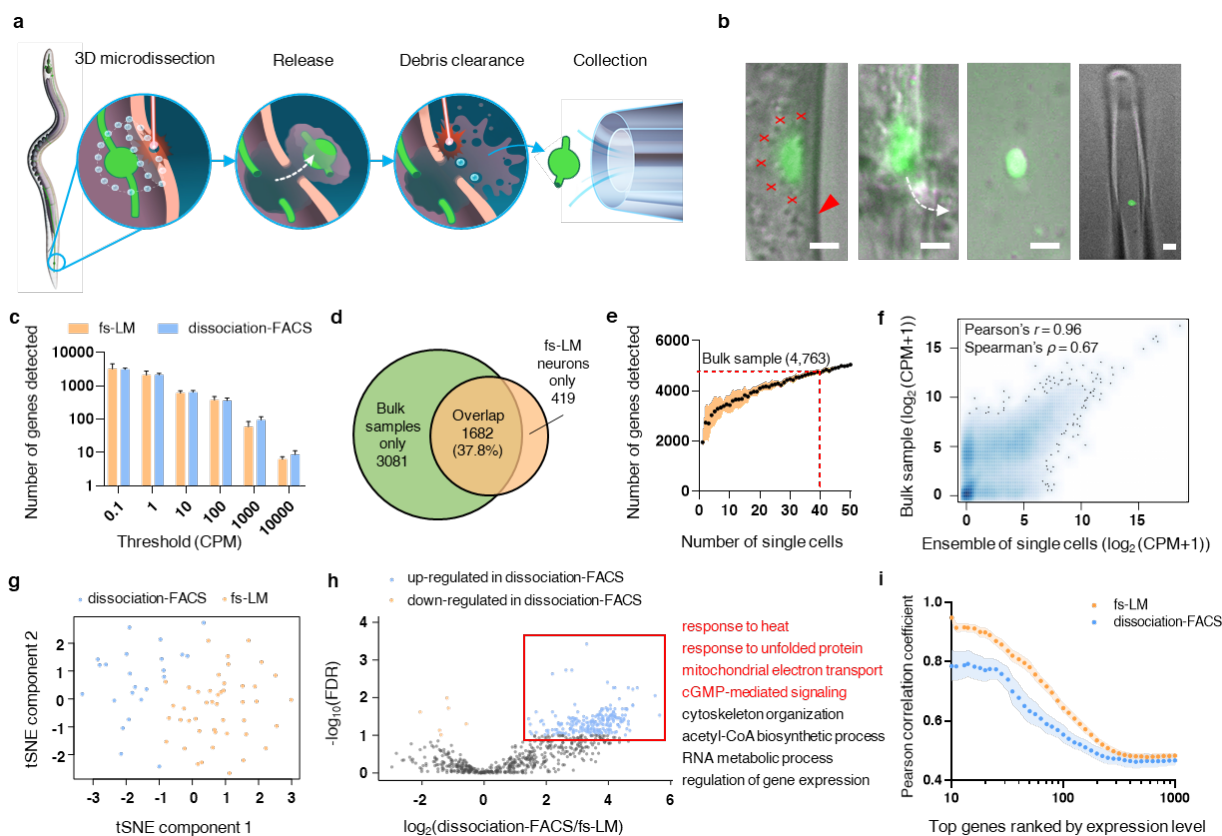 a
3D microdissection
Release
Debris clearance
Collection
b
c
fs-LM
dissociation-FACS
Number of genes detected
10000
1000
100
10
1
0.1
1
10
100
1000
10000
Threshold (CPM)
d
Bulk
samples
only
3081
Overlap
1682
(37.8%)
fs-LM
neurons
only
419
e
Number of genes detected
6000
4000
2000
0
Bulk sample (4,763)
0
10
20
30
40
50
Number of single cells
f
Bulk sample (log2(CPM+1))
15
10
5
0
Pearson's r = 0.96
Spearman's ρ = 0.67
0
5
10
15
Ensemble of single cells (log2(CPM+1))
g
dissociation-FACS
fs-LM
tSNE component 2
2
1
0
-1
-2
-3
-2
-1
0
1
2
3
tSNE component 1
h
up-regulated in dissociation-FACS
down-regulated in dissociation-FACS
-log10(FDR)
4
3
2
1
0
-2
0
2
4
6
log2(dissociation-FACS/fs-LM)
response to heat
response to unfolded protein
mitochondrial electron transport
cGMP-mediated signaling
cytoskeleton organization
acetyl-CoA biosynthetic process
RNA metabolic process
regulation of gene expression
i
fs-LM
dissociation-FACS
Pearson correlation coefficient
1.0
0.8
0.6
0.4
10
100
1000
Top genes ranked by expression level